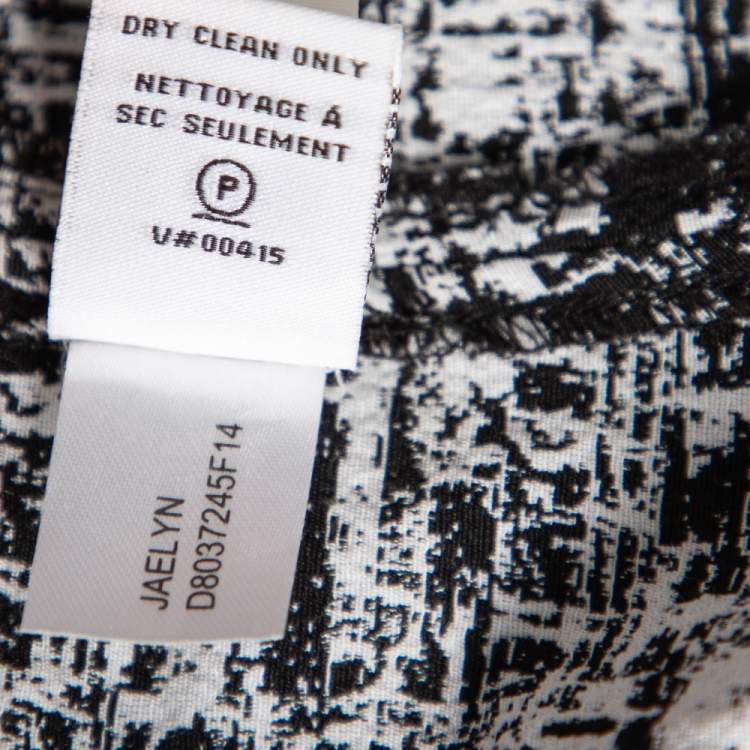 DRY CLEAN ONLY
NETTOYAGE Á
SEC SEULEMENT
P
V#00415
JAELYN
D8037245F14